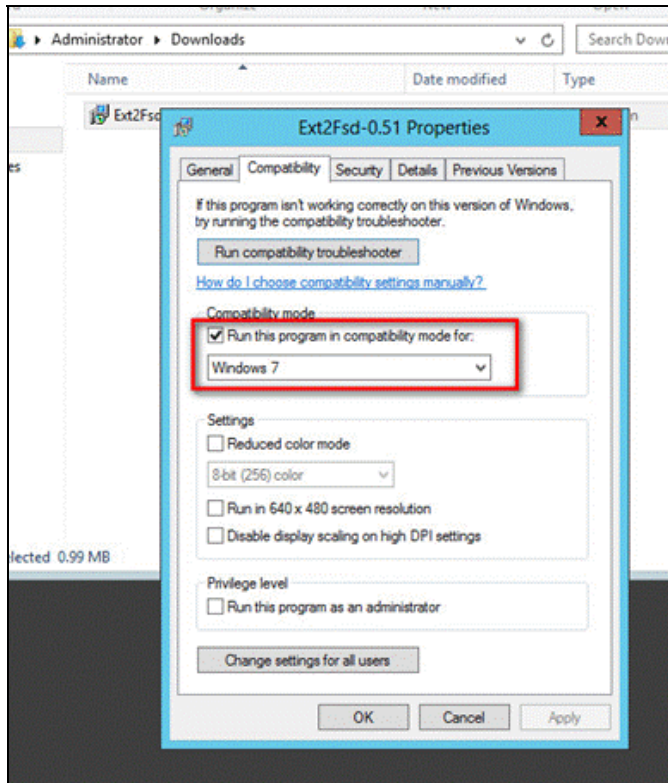 Organize New Open
Administrator Downloads
Search Dow
Name Date modified Type
Ext2Fsd
n
es
Ext2Fsd-0.51 Properties
x
General Compatibility Security Details Previous Versions
If this program isn't working correctly on this version of Windows,
try running the compatibility troubleshooter.
Run compatibility troubleshooter
How do I choose compatibility settings manually?
Compatibility mode
Run this program in compatibility mode for:
Windows 7
Settings
Reduced color mode
8-bit (256) color
Run in 640 x 480 screen resolution
Disable display scaling on high DPI settings
elected 0.99 MB
Privilege level
Run this program as an administrator
Change settings for all users
OK Cancel Apply